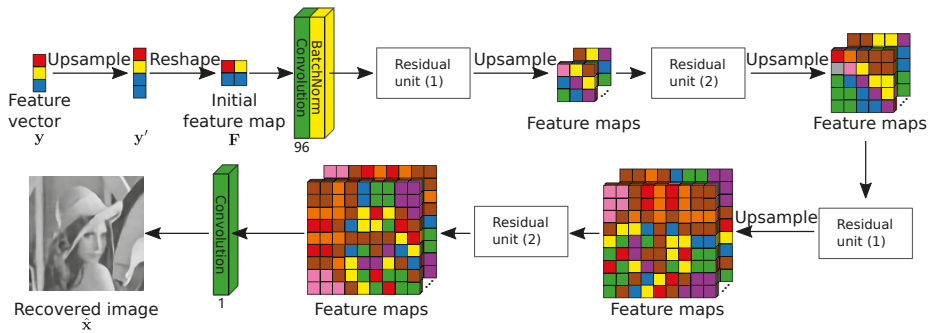 Upsample
Reshape
Feature
vector
y
y′
Initial
feature map
F
Convolution
BatchNorm
96
Residual
unit (1)
Upsample
Feature maps
Residual
unit (2)
Upsample
Feature maps
Residual
unit (1)
Upsample
Feature maps
Residual
unit (2)
Feature maps
Convolution
1
Recovered image
x̂